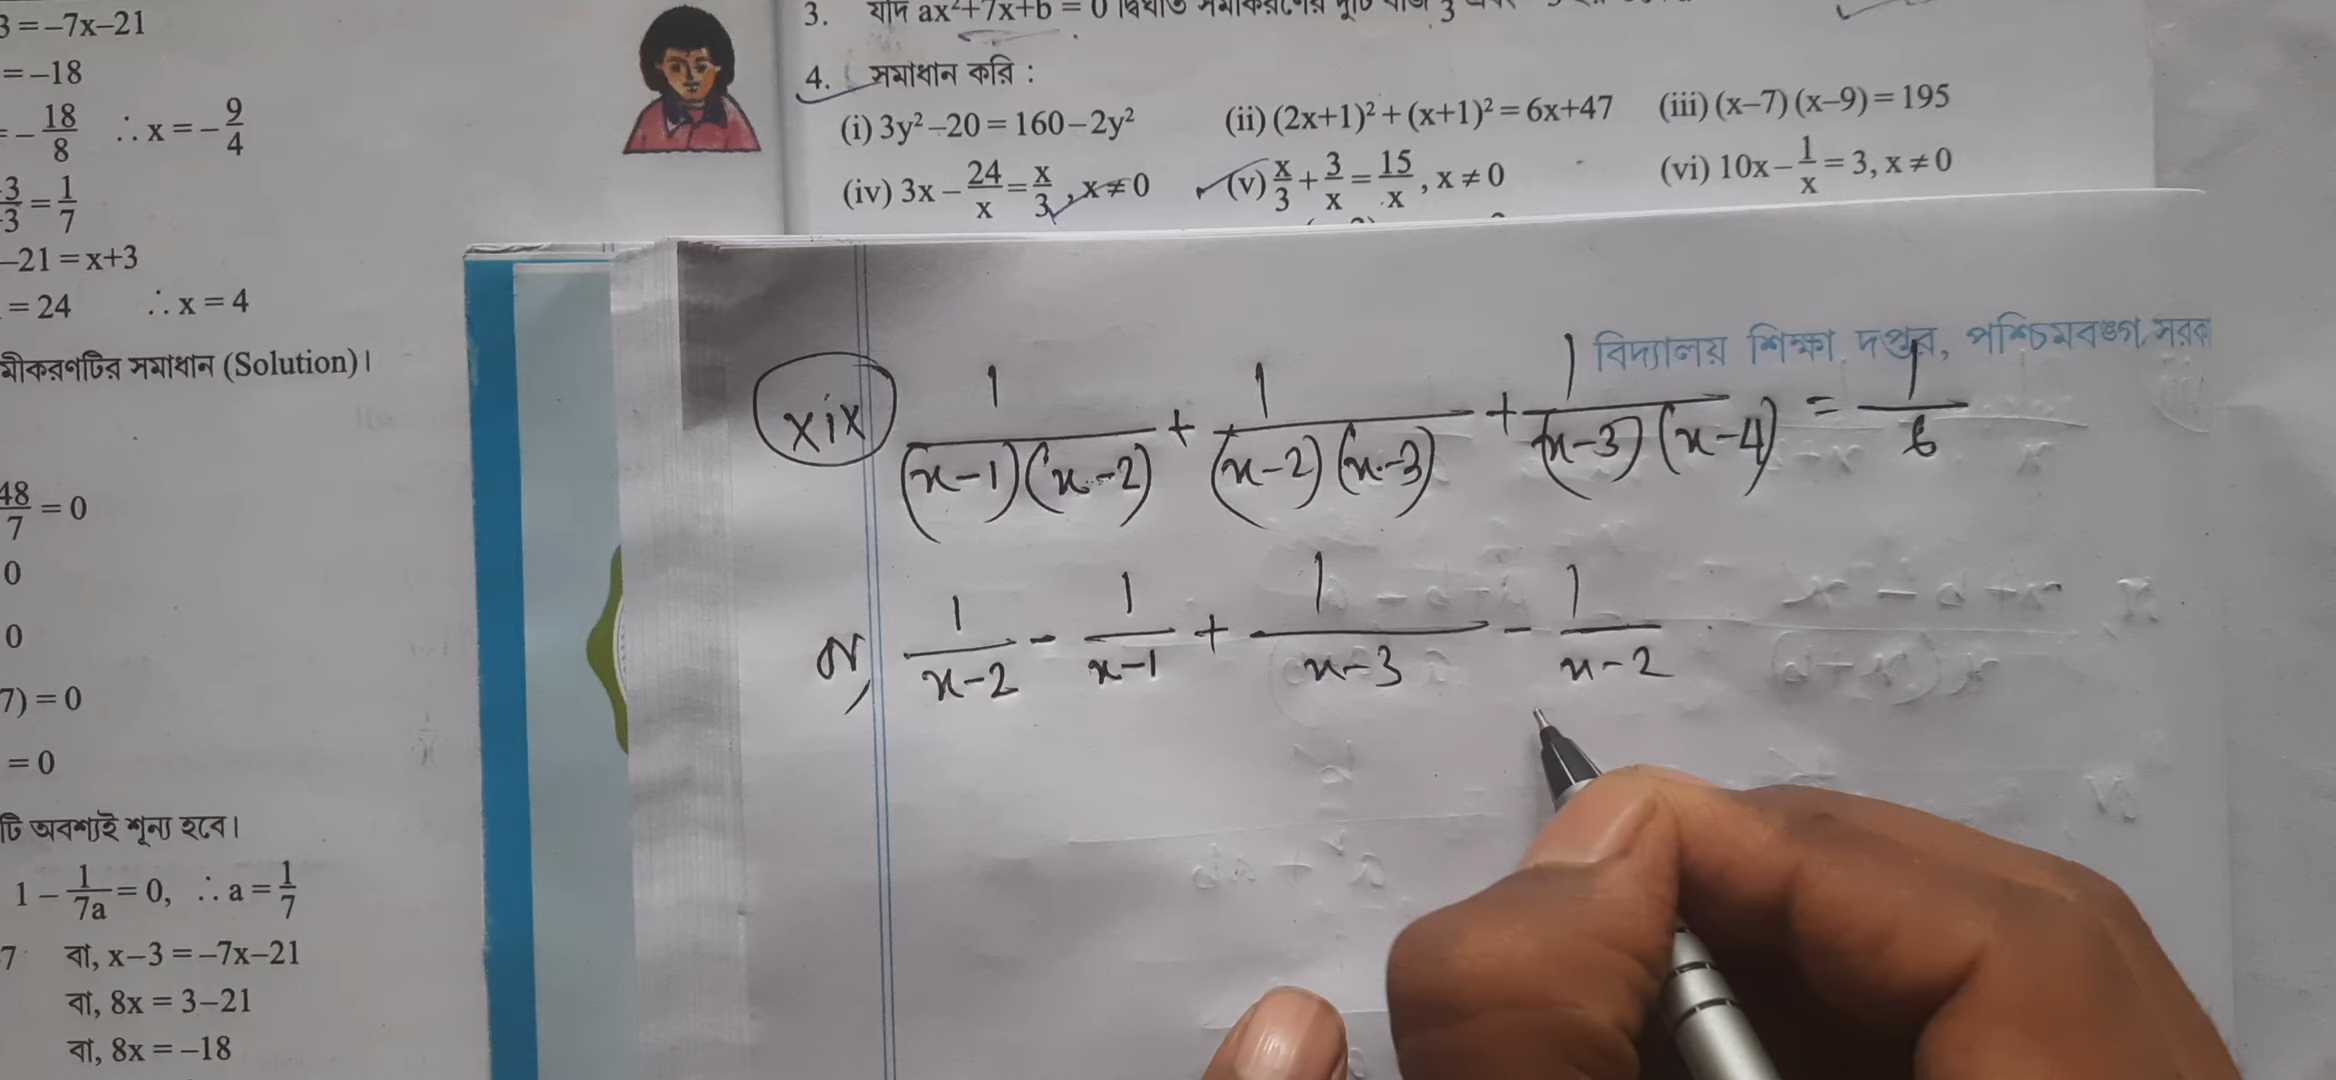 3 = –7x–21
= –18
= – 18/8 ∴ x = – 9/4
3/-3 = 1/7
–21 = x+3
= 24 ∴ x = 4
মীকরণটির সমাধান (Solution)।
48/7 = 0
0
0
7) = 0
= 0
টি অবশ্যই শূন্য হবে।
1 – 1/7a = 0, ∴ a = 1/7
7 বা, x–3 = –7x–21
বা, 8x = 3–21
বা, 8x = –18
3. যদি ax²+7x+b = 0 দ্বিঘাত সমীকরণের দুটি বীজ
4. সমাধান করি :
(i) 3y²–20 = 160–2y² (ii) (2x+1)² + (x+1)² = 6x+47 (iii) (x–7) (x–9) = 195
(iv) 3x – 24/x = x/3, x≠0 (v) x/3 + 3/x = 15/x, x ≠ 0 (vi) 10x – 1/x = 3, x ≠ 0
বিদ্যালয় শিক্ষা দপ্তর, পশ্চিমবঙ্গ সরকা
xix 1/(x-1)(x-2) + 1/(x-2)(x-3) + 1/(x-3)(x-4) = 1/6
বা, 1/x-2 - 1/x-1 + 1/x-3 - 1/x-2